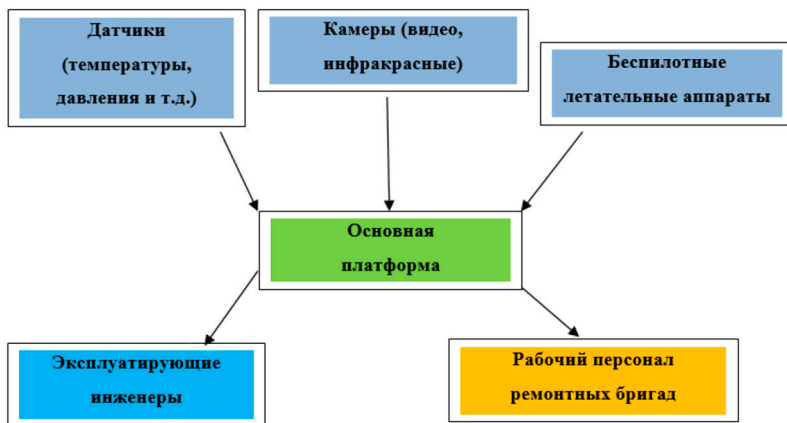 Датчики
(температуры,
давления и т.д.)
Камеры (видео,
инфракрасные)
Беспилотные
летательные аппараты
Основная
платформа
Эксплуатирующие
инженеры
Рабочий персонал
ремонтных бригад